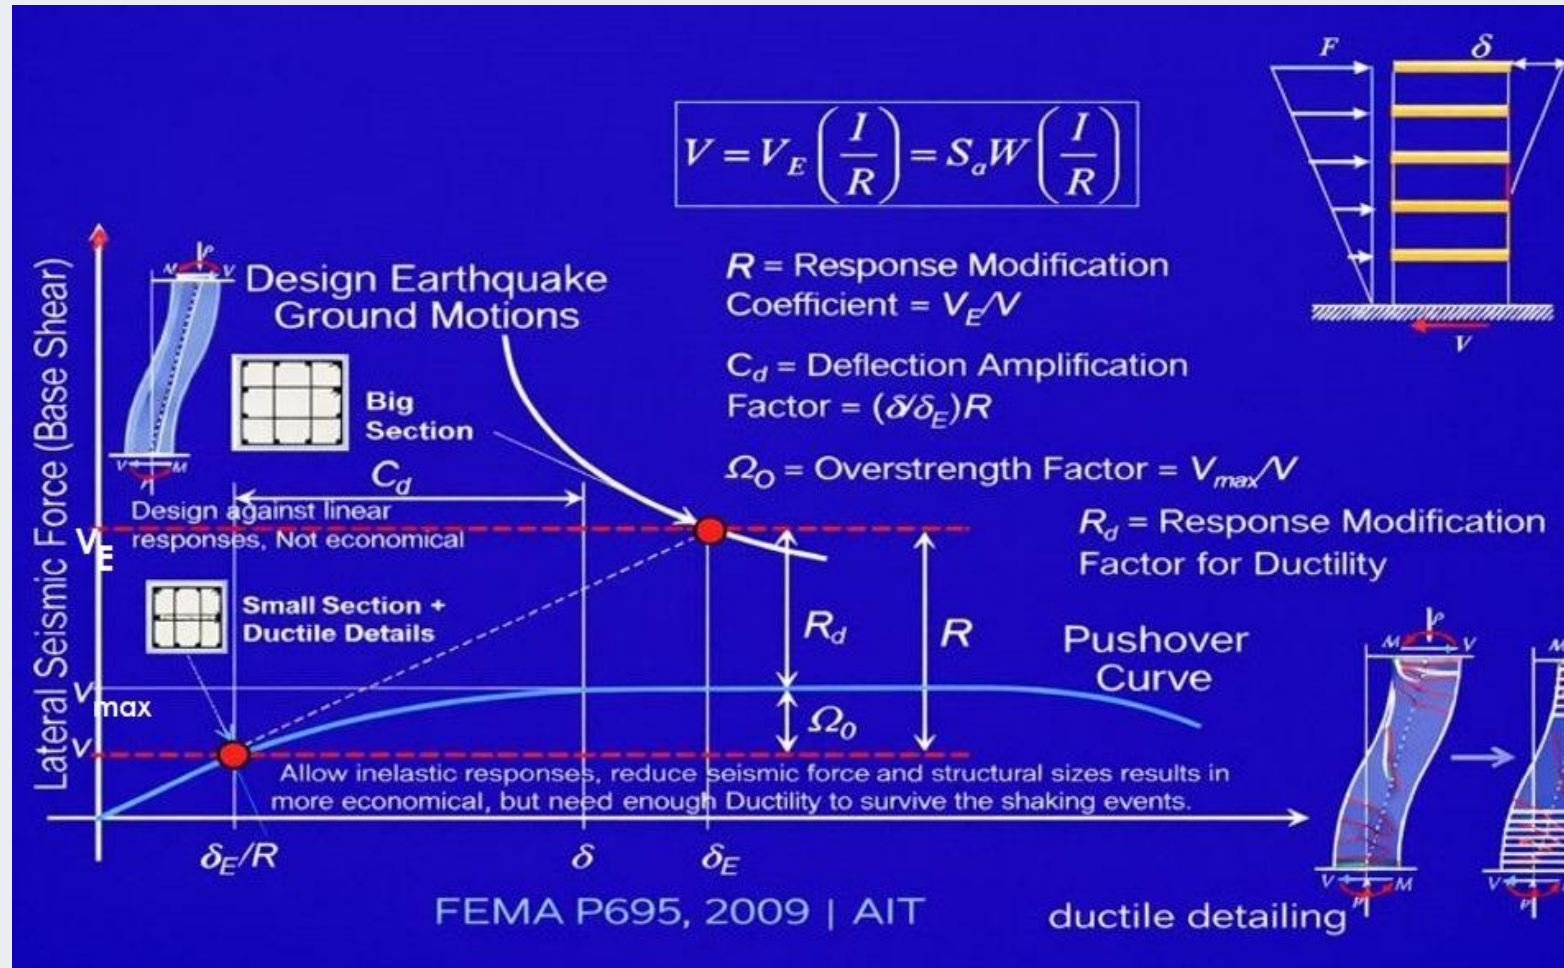 F
δ
V = V_E (I/R) = S_a W (I/R)
V
Lateral Seismic Force (Base Shear)
M P V
V M
Design Earthquake
Ground Motions
Big
Section
C_d
Design against linear
responses, Not economical
V_E
Small Section +
Ductile Details
V_max
V
R = Response Modification
Coefficient = V_E/V
C_d = Deflection Amplification
Factor = (δ/δ_E)R
Ω_O = Overstrength Factor = V_max/V
R_d = Response Modification
Factor for Ductility
R_d
R
Ω_0
Pushover
Curve
Allow inelastic responses, reduce seismic force and structural sizes results in
more economical, but need enough Ductility to survive the shaking events.
δ_E/R
δ
δ_E
M P V
V M
P
M
V
P
FEMA P695, 2009 | AIT
ductile detailing